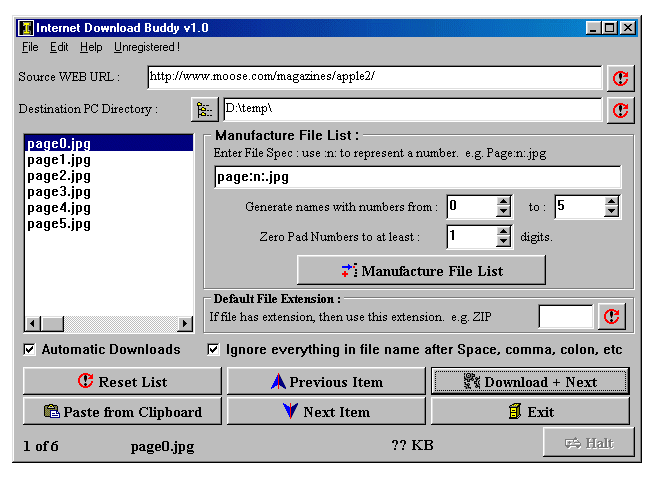 Internet Download Buddy v1.0
File Edit Help Unregistered!
Source WEB URL : http://www.moose.com/magazines/apple2/
Destination PC Directory : D:\temp\
page0.jpg
page1.jpg
page2.jpg
page3.jpg
page4.jpg
page5.jpg
Manufacture File List :
Enter File Spec : use :n: to represent a number. e.g. Page:n:.jpg
page:n:.jpg
Generate names with numbers from : 0 to : 5
Zero Pad Numbers to at least : 1 digits.
Manufacture File List
Default File Extension :
If file has extension, then use this extension. e.g. ZIP
Automatic Downloads Ignore everything in file name after Space, comma, colon, etc
Reset List Previous Item Download + Next
Paste from Clipboard Next Item Exit
1 of 6 page0.jpg ?? KB Halt